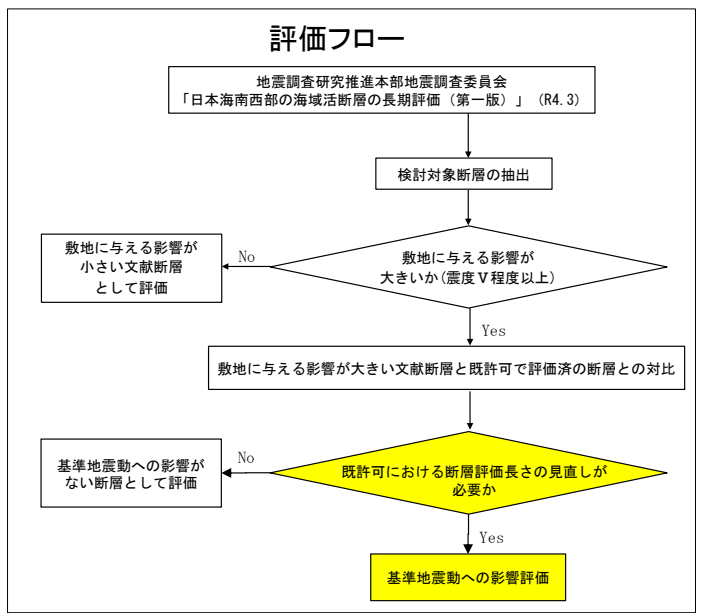 評価フロー
地震調査研究推進本部地震調査委員会
「日本海南西部の海域活断層の長期評価（第一版）」（R4.3）
検討対象断層の抽出
敷地に与える影響が
大きいか（震度Ⅴ程度以上）
No
敷地に与える影響が
小さい文献断層
として評価
Yes
敷地に与える影響が大きい文献断層と既許可で評価済の断層との対比
既許可における断層評価長さの見直しが
必要か
No
基準地震動への影響が
ない断層として評価
Yes
基準地震動への影響評価